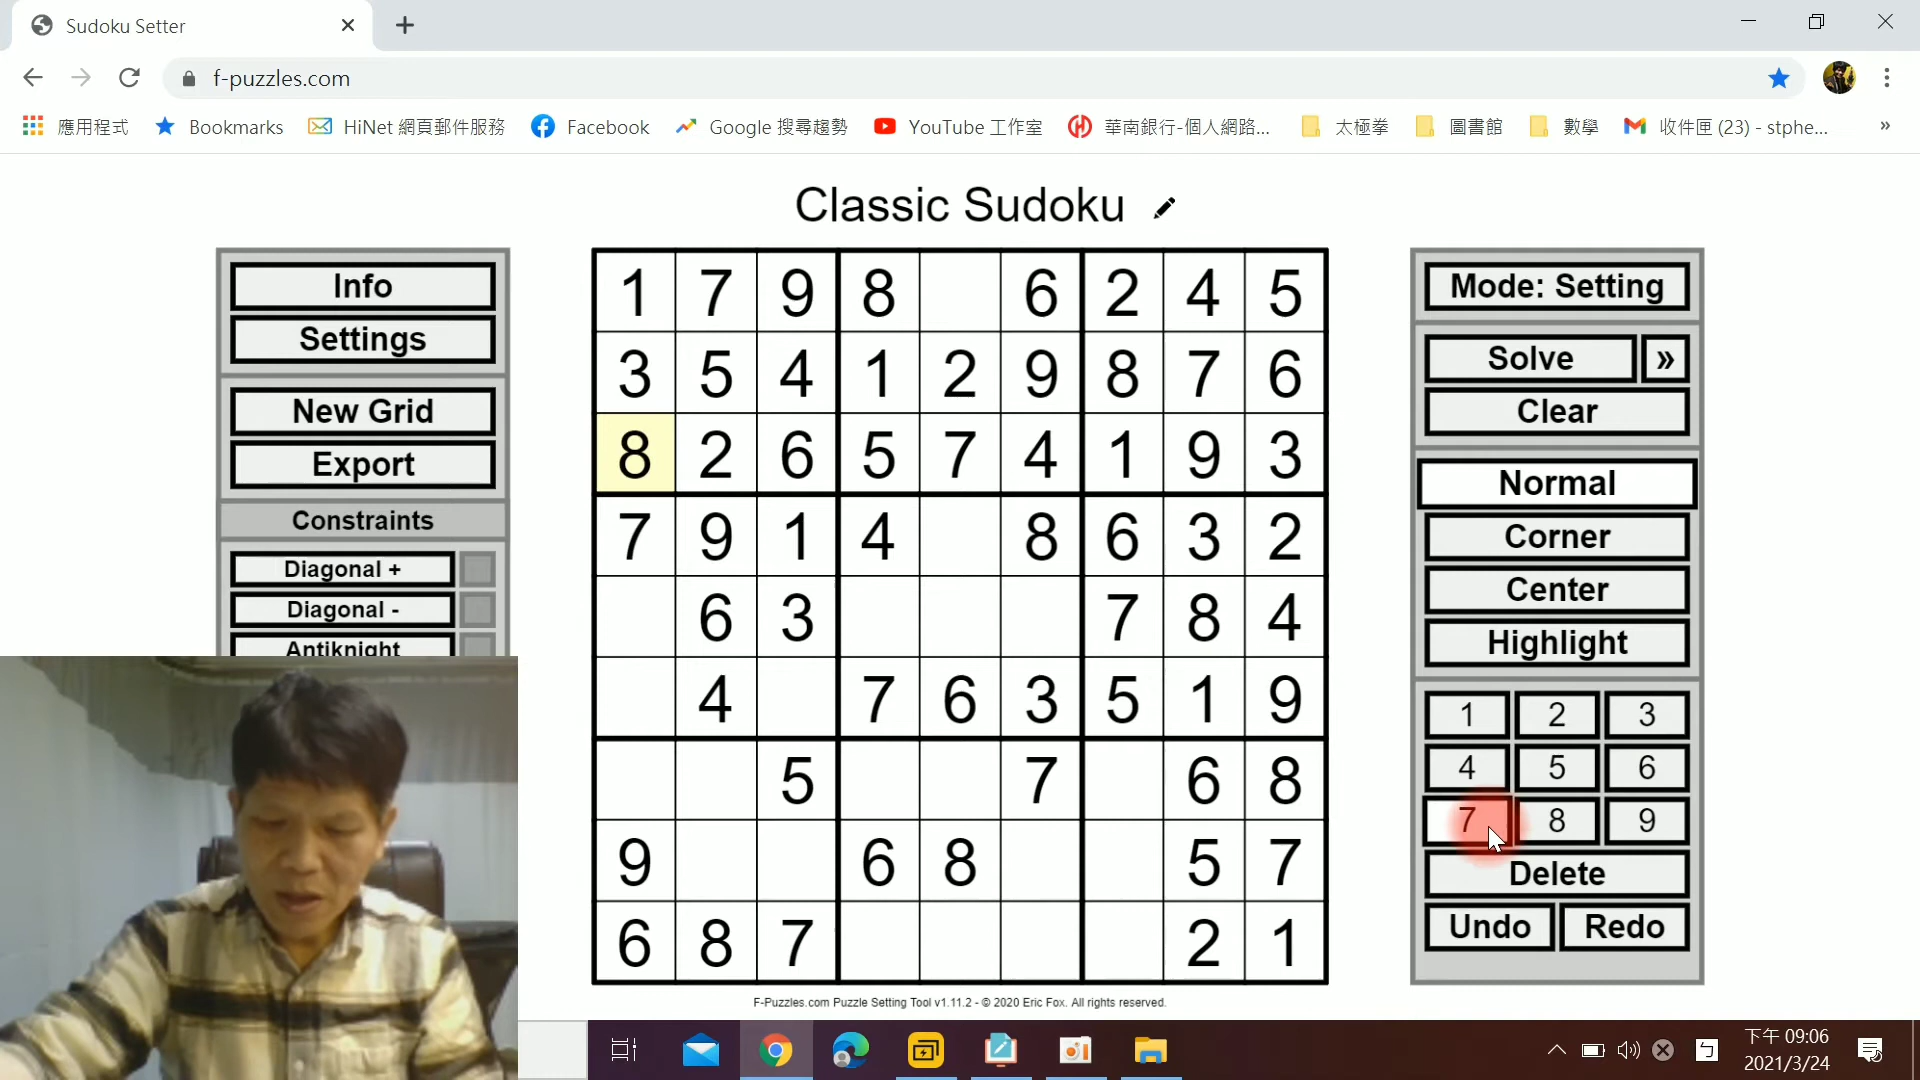 Sudoku Setter
f-puzzles.com
應用程式 Bookmarks HiNet 網頁郵件服務 Facebook Google 搜尋趨勢 YouTube 工作室 華南銀行-個人網路... 太極拳 圖書館 數學 收件匣 (23) - stphe... »
Classic Sudoku
Info
Settings
New Grid
Export
Constraints
Diagonal +
Diagonal -
Antiknight
1 7 9 8 6 2 4 5
3 5 4 1 2 9 8 7 6
8 2 6 5 7 4 1 9 3
7 9 1 4 8 6 3 2
6 3 7 8 4
4 7 6 3 5 1 9
5 7 6 8
9 6 8 5 7
6 8 7 2 1
F-Puzzles.com Puzzle Setting Tool v1.11.2 - © 2020 Eric Fox. All rights reserved.
Mode: Setting
Solve »
Clear
Normal
Corner
Center
Highlight
1 2 3
4 5 6
7 8 9
Delete
Undo Redo
ㄅ
下午 09:06
2021/3/24